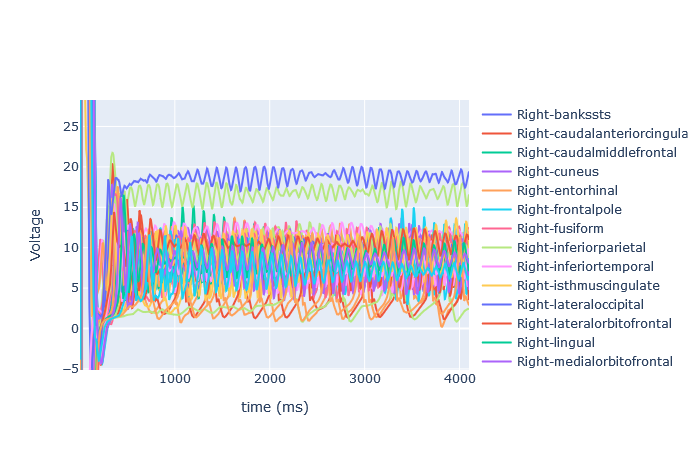 25
20
15
10
5
0
−5
Voltage
1000
2000
3000
4000
time (ms)
Right-bankssts
Right-caudalanteriorcingula
Right-caudalmiddlefrontal
Right-cuneus
Right-entorhinal
Right-frontalpole
Right-fusiform
Right-inferiorparietal
Right-inferiortemporal
Right-isthmuscingulate
Right-lateraloccipital
Right-lateralorbitofrontal
Right-lingual
Right-medialorbitofrontal